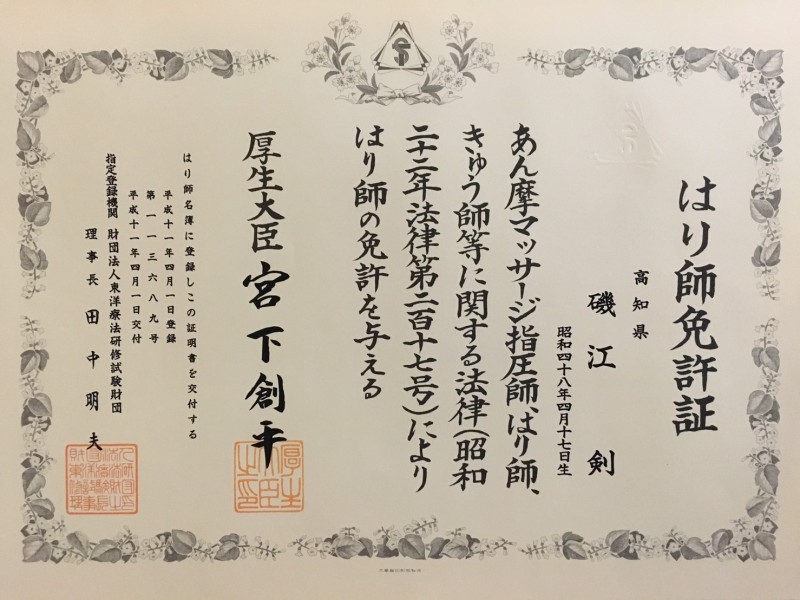 はり師免許証
高知県
磯江 剣
昭和四十八年四月十七日生
あん摩マッサージ指圧師、はり師、
きゅう師等に関する法律(昭和
二十二年法律第二百十七号)により
はり師の免許を与える
厚生大臣 宮下創平
はり師名簿に登録しこの証明書を交付する
平成十一年四月一日登録
第一一三六八九号
平成十一年四月一日交付
指定登録機関 財団法人東洋療法研修試験財団
理事長 田中明夫
厚生大臣之印